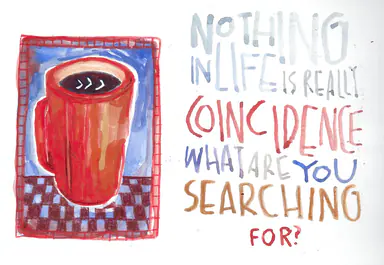 NOTHING
IN LIFE IS REALLY
COINCIDENCE
WHAT ARE YOU
SEARCHING
FOR?